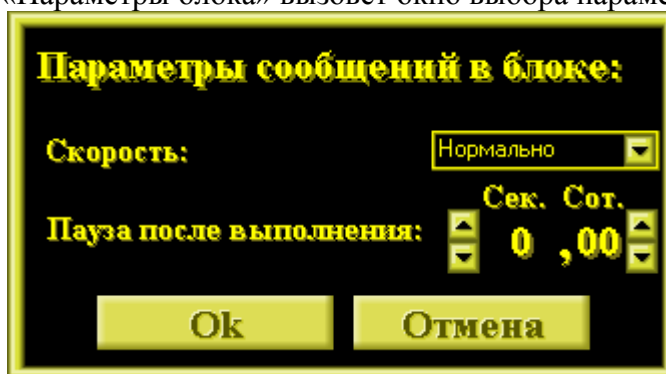 «Параметры блока» вызовет окно выбора параме
Параметры сообщений в блоке:
Скорость: Нормально
Сек. Сот.
Пауза после выполнения: 0 ,00
Ok Отмена